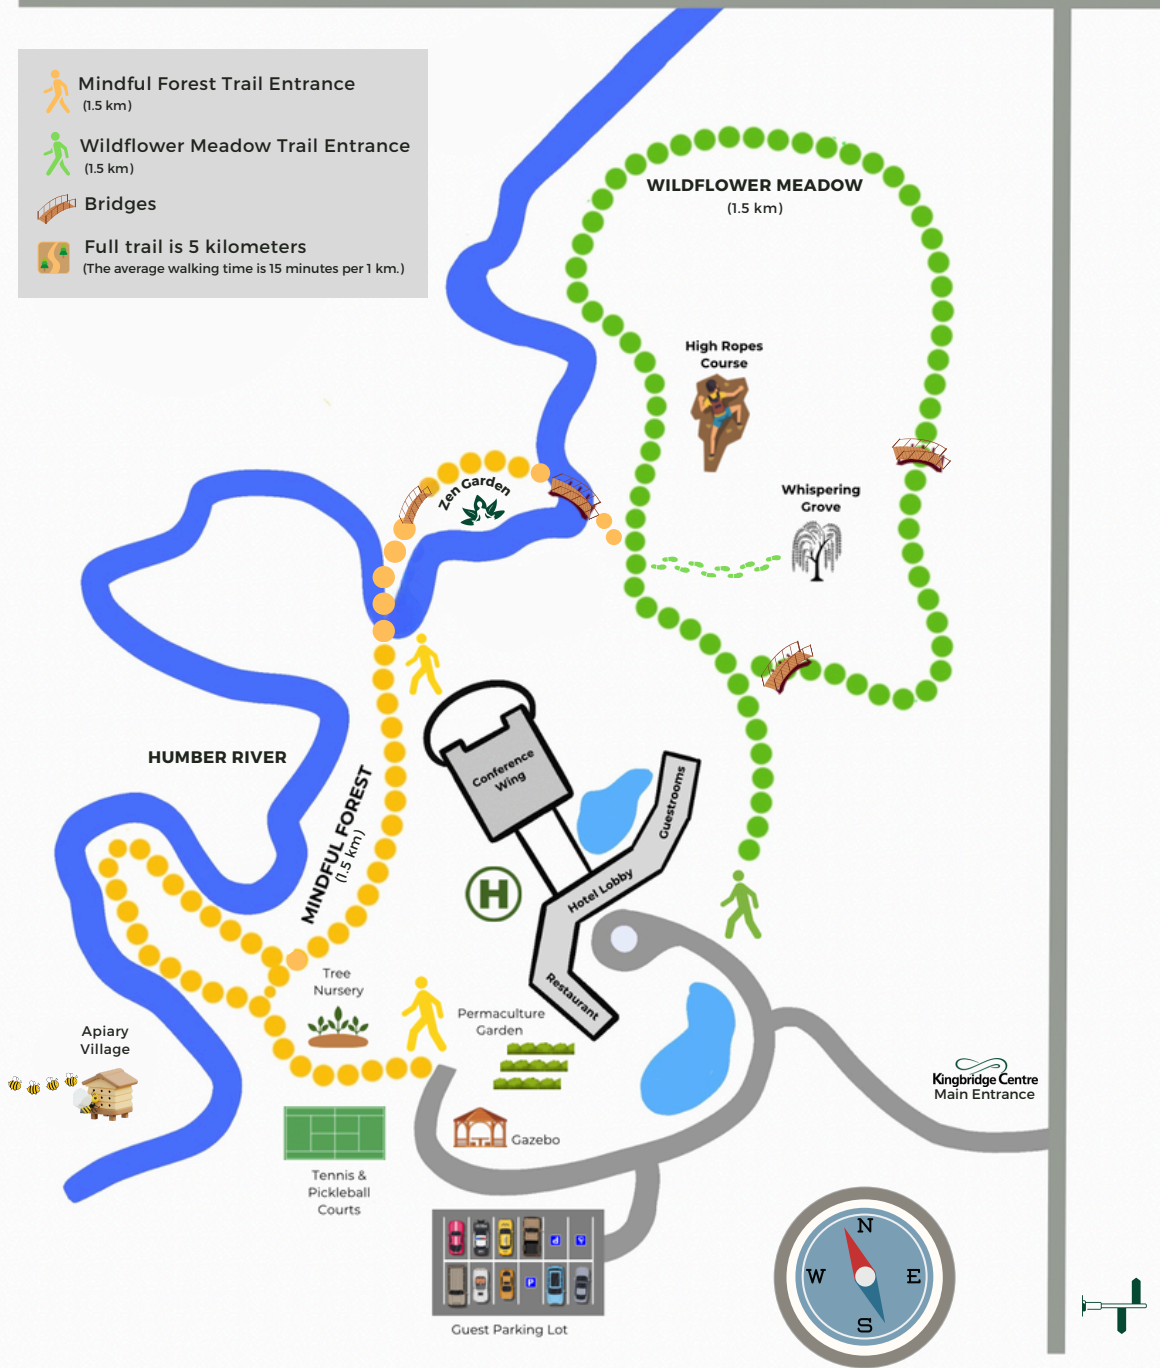 Mindful Forest Trail Entrance
(1.5 km)
Wildflower Meadow Trail Entrance
(1.5 km)
Bridges
Full trail is 5 kilometers
(The average walking time is 15 minutes per 1 km.)
WILDFLOWER MEADOW
(1.5 km)
High Ropes
Course
Zen Garden
Whispering
Grove
HUMBER RIVER
MINDFUL FOREST
(1.5 km)
Conference
Wing
Guestrooms
Hotel Lobby
H
Restaurant
Tree
Nursery
Permaculture
Garden
Apiary
Village
Kingbridge Centre
Main Entrance
Gazebo
Tennis &
Pickleball
Courts
P
Guest Parking Lot
N
W
E
S